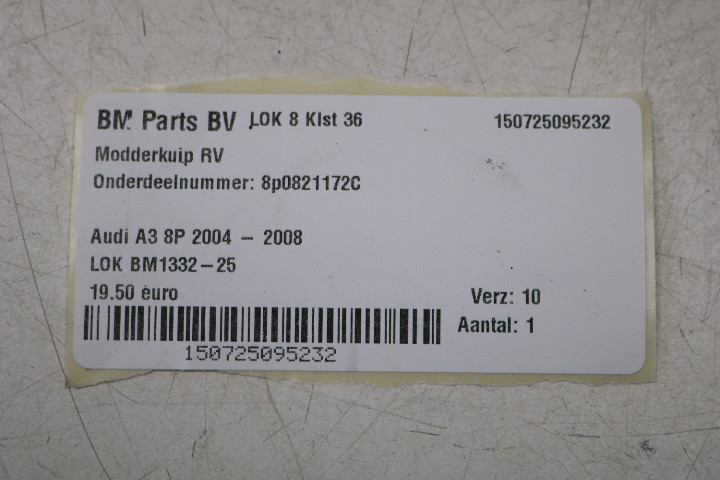 BM Parts BV LOK 8 Klst 36 150725095232
Modderkuip RV
Onderdeelnummer: 8p0821172C
Audi A3 8P 2004 - 2008
LOK BM1332-25
19.50 euro Verz: 10
Aantal: 1
150725095232